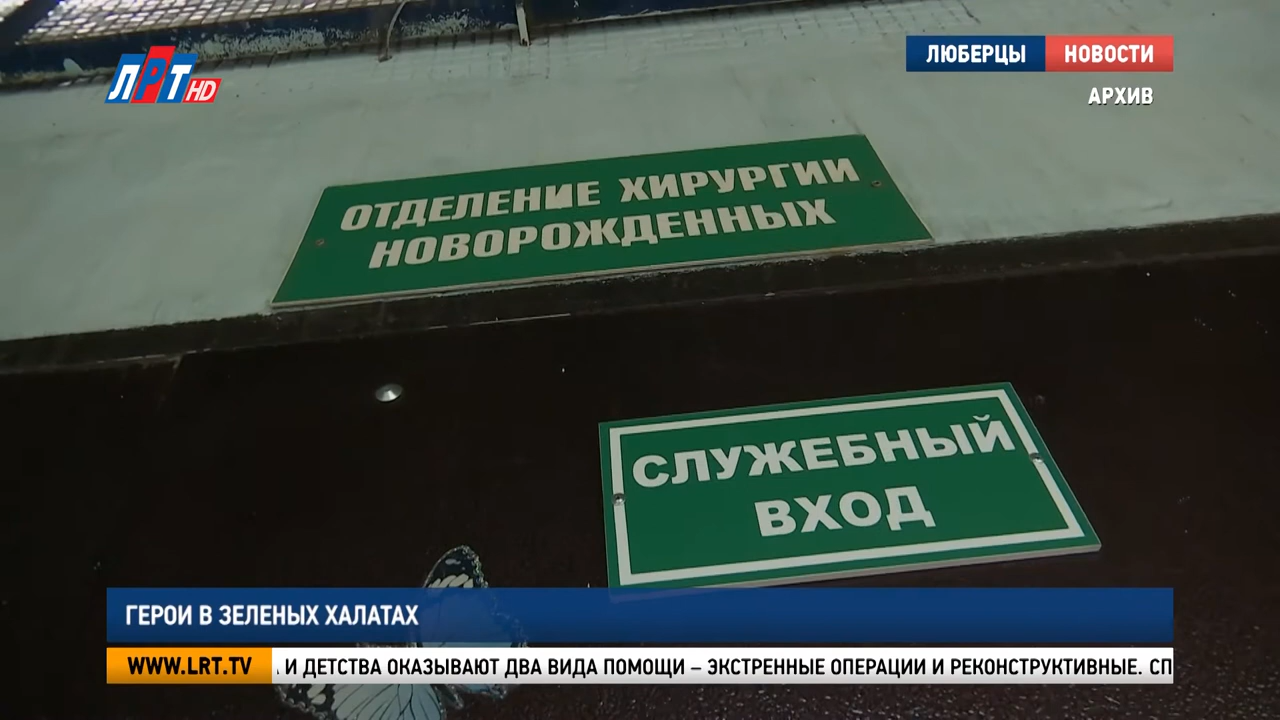 ЛРТ HD
ЛЮБЕРЦЫ НОВОСТИ
АРХИВ
ОТДЕЛЕНИЕ ХИРУРГИИ
НОВОРОЖДЕННЫХ
СЛУЖЕБНЫЙ
ВХОД
ГЕРОИ В ЗЕЛЕНЫХ ХАЛАТАХ
WWW.LRT.TV И ДЕТСТВА ОКАЗЫВАЮТ ДВА ВИДА ПОМОЩИ – ЭКСТРЕННЫЕ ОПЕРАЦИИ И РЕКОНСТРУКТИВНЫЕ. СП